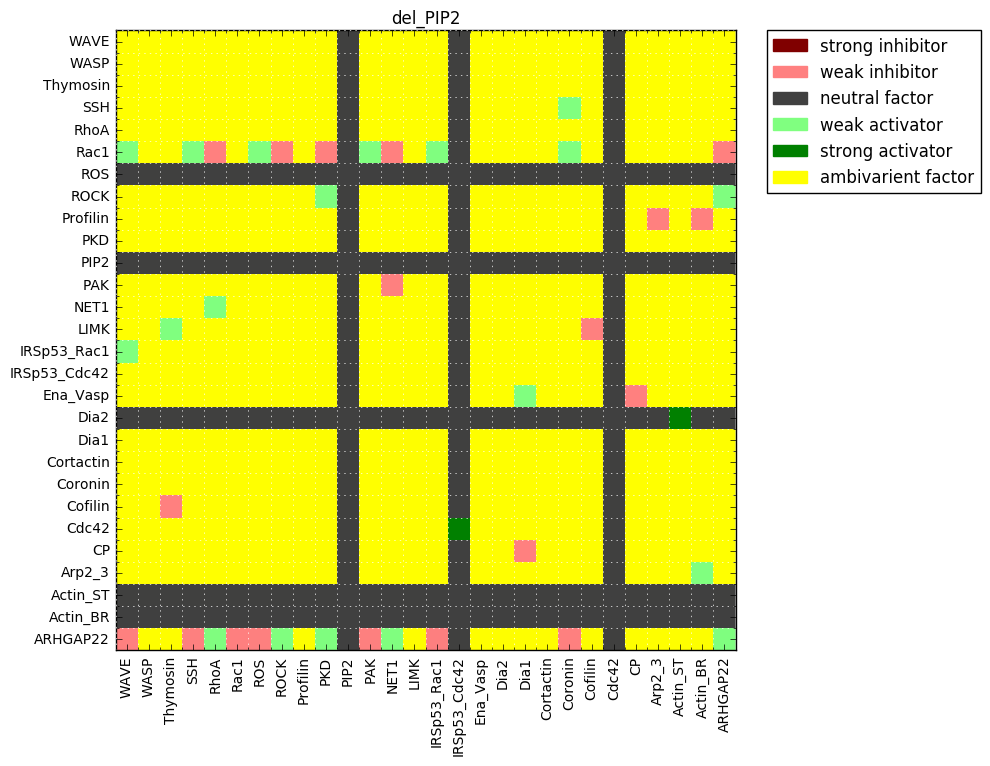 del_PIP2
WAVE
WASP
Thymosin
SSH
RhoA
Rac1
ROS
ROCK
Profilin
PKD
PIP2
PAK
NET1
LIMK
IRSp53_Rac1
IRSp53_Cdc42
Ena_Vasp
Dia2
Dia1
Cortactin
Coronin
Cofilin
Cdc42
CP
Arp2_3
Actin_ST
Actin_BR
ARHGAP22
WAVE
WASP
Thymosin
SSH
RhoA
Rac1
ROS
ROCK
Profilin
PKD
PIP2
PAK
NET1
LIMK
IRSp53_Rac1
IRSp53_Cdc42
Ena_Vasp
Dia2
Dia1
Cortactin
Coronin
Cofilin
Cdc42
CP
Arp2_3
Actin_ST
Actin_BR
ARHGAP22
strong inhibitor
weak inhibitor
neutral factor
weak activator
strong activator
ambivarient factor